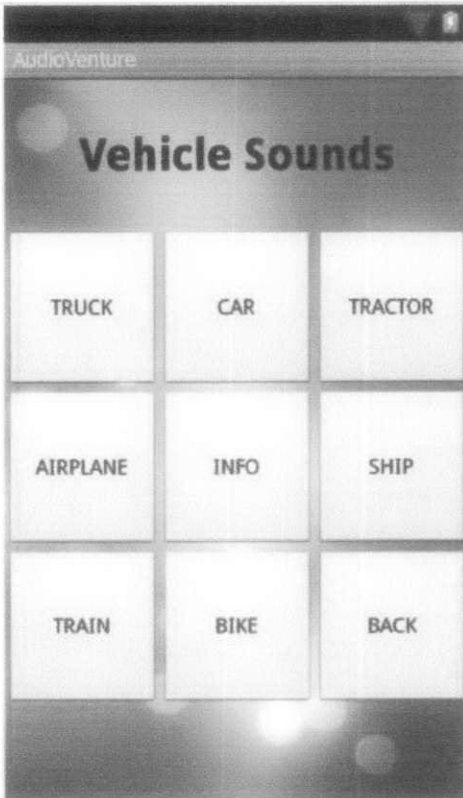 AudioVenture
Vehicle Sounds
TRUCK CAR TRACTOR
AIRPLANE INFO SHIP
TRAIN BIKE BACK